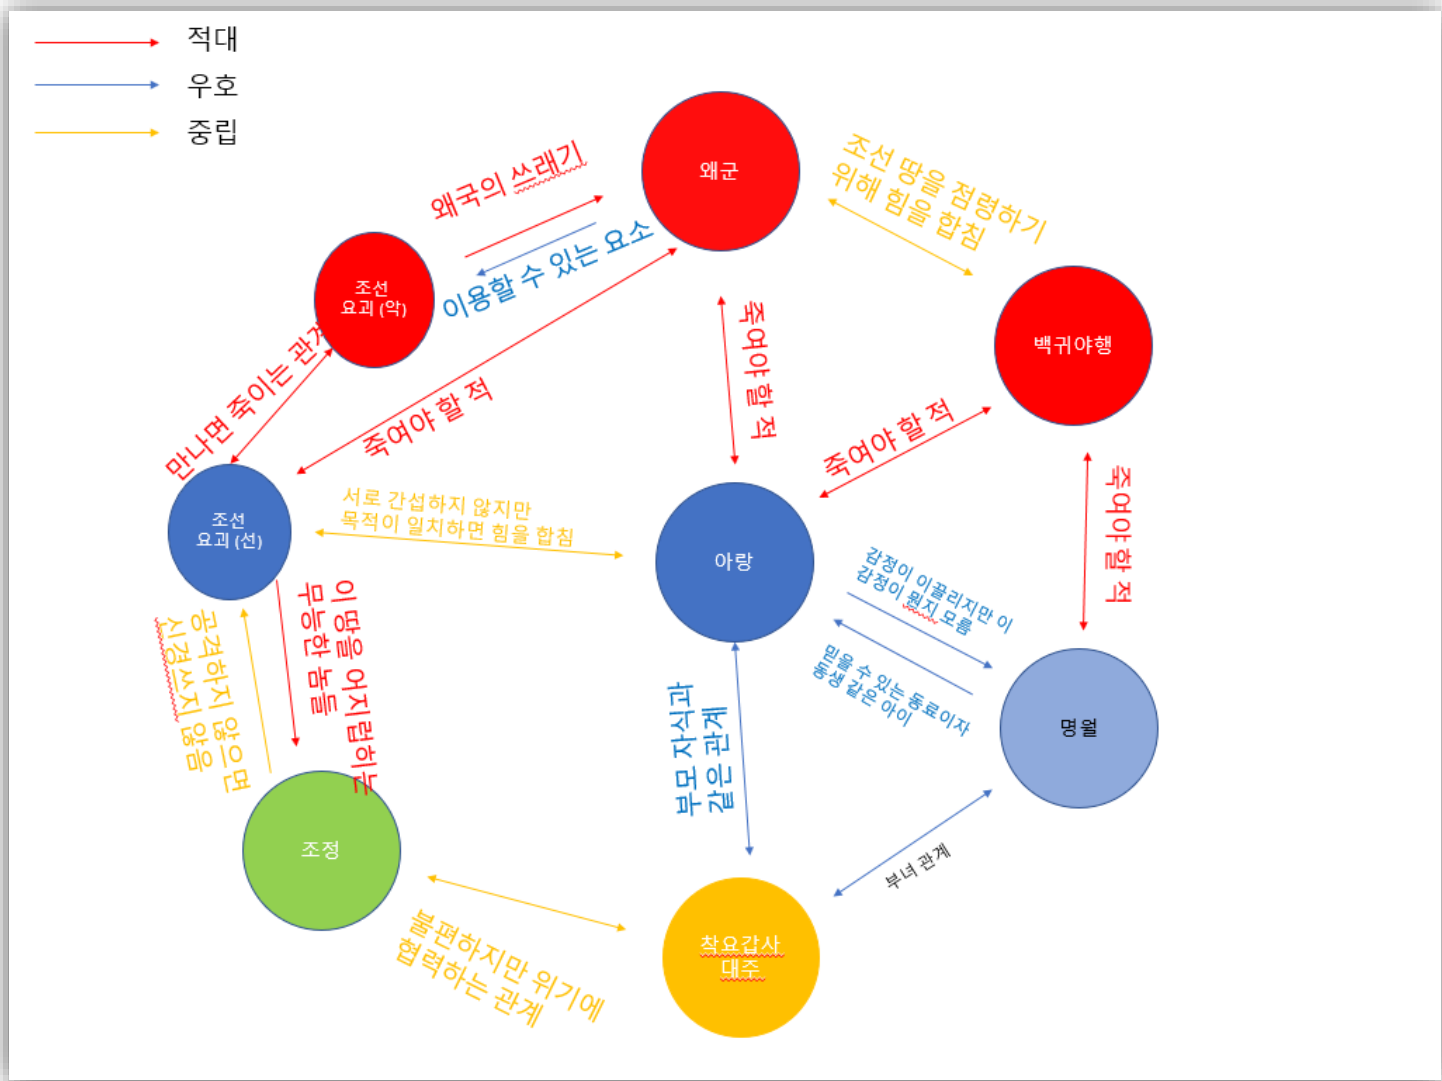 적대
우호
중립
왜군
조선 땅을 점령하기
위해 힘을 합침
왜국의 쓰레기
이용할 수 있는 요소
조선
요괴 (악)
백귀야행
만나면 죽이는 관계
죽여야 할 적
죽여야 할 적
죽여야 할 적
죽여야 할 적
조선
요괴 (선)
서로 간섭하지 않지만
목적이 일치하면 힘을 합침
아랑
감정이 이끌리지만 이
감정이 뭔지 모름
믿을 수 있는 동료이자
동생 같은 아이
이 땅을 어지럽히는
무능한 놈들
공격하지 않으면
신경쓰지 않음
부모 자식과
같은 관계
명월
조정
부녀 관계
불편하지만 위기에
협력하는 관계
착요갑사
대주